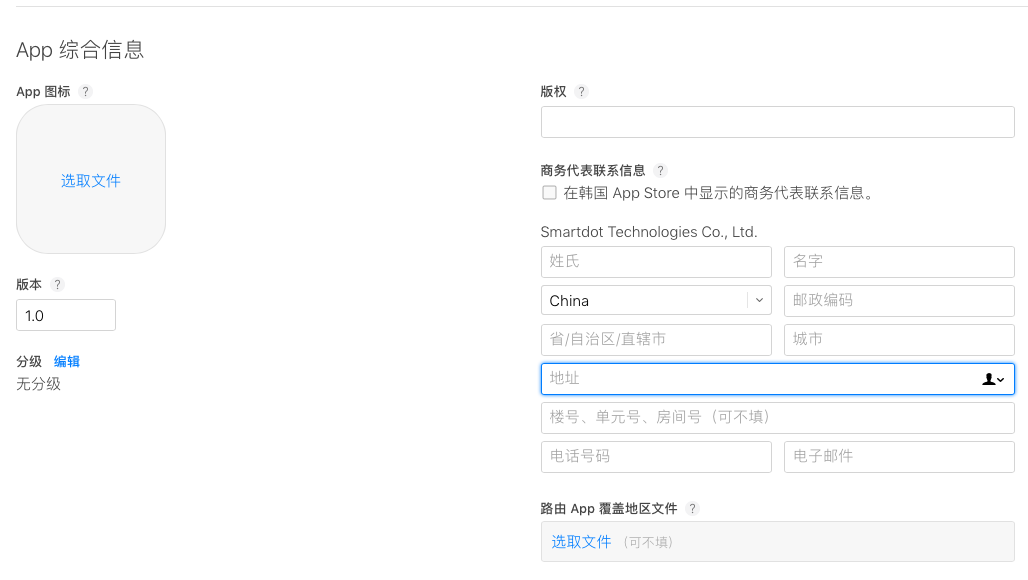 App 综合信息
App 图标 ?
选取文件
版本 ?
1.0
分级 编辑
无分级
版权 ?
商务代表联系信息 ?
在韩国 App Store 中显示的商务代表联系信息。
Smartdot Technologies Co., Ltd.
姓氏 名字
China 邮政编码
省/自治区/直辖市 城市
地址
楼号、单元号、房间号（可不填）
电话号码 电子邮件
路由 App 覆盖地区文件 ?
选取文件 （可不填）